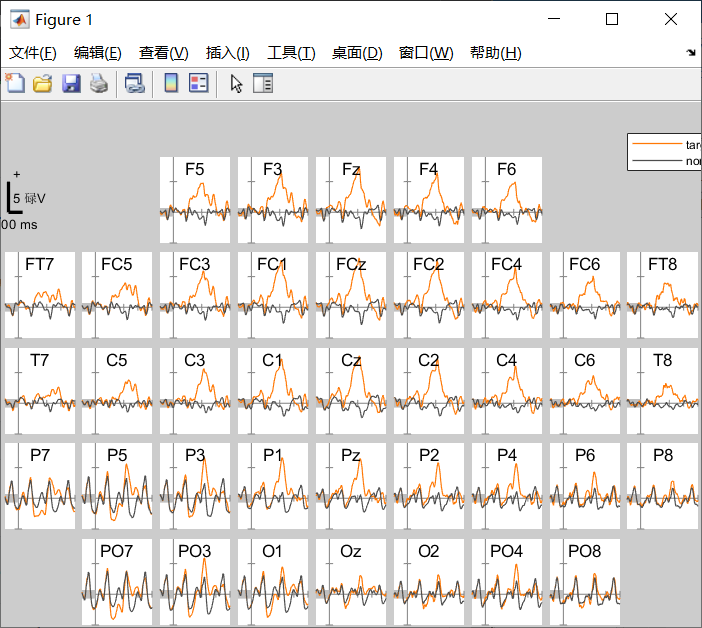 Figure 1
文件(F) 编辑(E) 查看(V) 插入(I) 工具(T) 桌面(D) 窗口(W) 帮助(H)
tar
nor
+
5 碌V
00 ms
F5 F3 Fz F4 F6
FT7 FC5 FC3 FC1 FCz FC2 FC4 FC6 FT8
T7 C5 C3 C1 Cz C2 C4 C6 T8
P7 P5 P3 P1 Pz P2 P4 P6 P8
PO7 PO3 O1 Oz O2 PO4 PO8